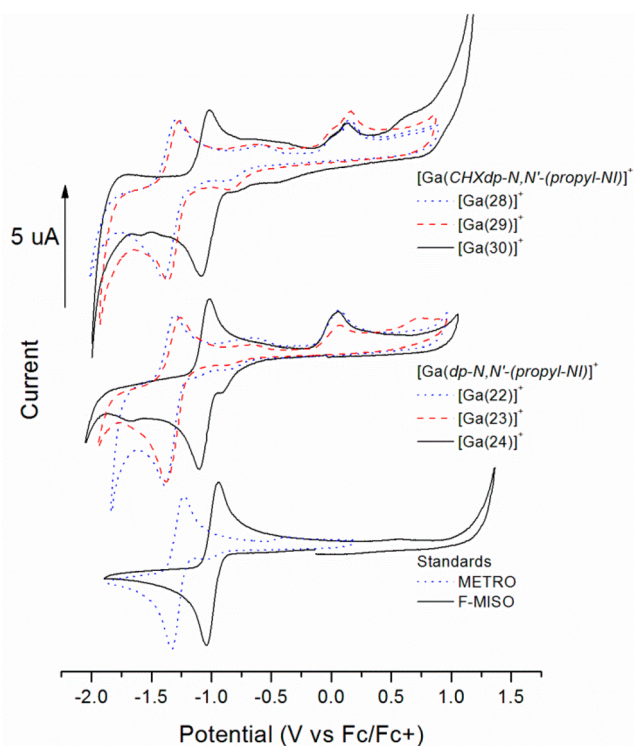 [Ga(CHXdp-N,N'-(propyl-NI)]+
[Ga(28)]+
[Ga(29)]+
[Ga(30)]+
5 uA
Current
[Ga(dp-N,N'-(propyl-NI)]+
[Ga(22)]+
[Ga(23)]+
[Ga(24)]+
Standards
METRO
F-MISO
-2.0 -1.5 -1.0 -0.5 0.0 0.5 1.0 1.5
Potential (V vs Fc/Fc+)